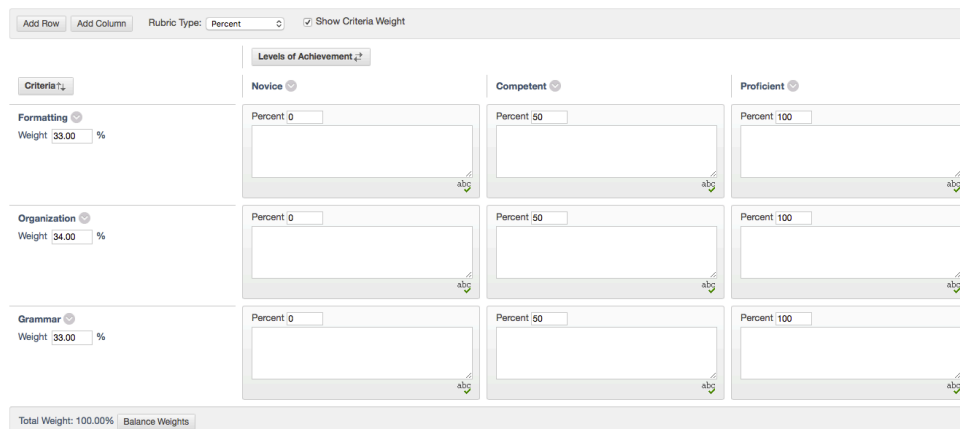 Add Row Add Column Rubric Type: Percent Show Criteria Weight
Levels of Achievement
Criteria Novice Competent Proficient
Formatting Percent 0 Percent 50 Percent 100
Weight 33.00 %
abc abc abc
Organization Percent 0 Percent 50 Percent 100
Weight 34.00 %
abc abc abc
Grammar Percent 0 Percent 50 Percent 100
Weight 33.00 %
abc abc abc
Total Weight: 100.00% Balance Weights